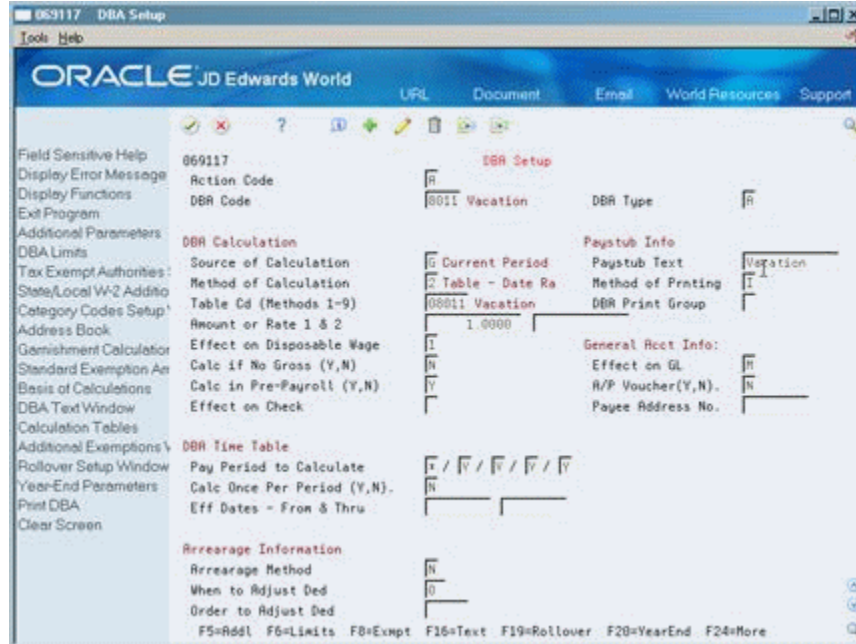 069117 DBA Setup
Tools Help
ORACLE JD Edwards World
URL Document Email World Resources Support
Field Sensitive Help
Display Error Message
Display Functions
Exit Program
Additional Parameters
DBA Limits
Tax Exempt Authorities
State/Local W-2 Additio
Category Codes Setup
Address Book
Garnishment Calculation
Standard Exemption Am
Basis of Calculations
DBA Text Window
Calculation Tables
Additional Exemptions
Rollover Setup Window
Year-End Parameters
Print DBA
Clear Screen
069117 DBA Setup
Action Code A
DBA Code 8011 Vacation DBA Type A
DBA Calculation Paystub Info
Source of Calculation G Current Period Paystub Text Vacation
Method of Calculation 2 Table - Date Ra Method of Prnting I
Table Cd (Methods 1-9) 08011 Vacation DBA Print Group
Amount or Rate 1 & 2 1.0000
Effect on Disposable Wage I General Acct Info:
Calc if No Gross (Y,N) N Effect on GL M
Calc in Pre-Payroll (Y,N) Y A/P Voucher(Y,N). N
Effect on Check Payee Address No.
DBA Time Table
Pay Period to Calculate * / Y / Y / Y / Y
Calc Once Per Period (Y,N). N
Eff Dates - From & Thru
Arrearage Information
Arrearage Method N
When to Adjust Ded 0
Order to Adjust Ded
F5=Addl F6=Limits F8=Exmpt F16=Text F19=Rollover F20=YearEnd F24=More